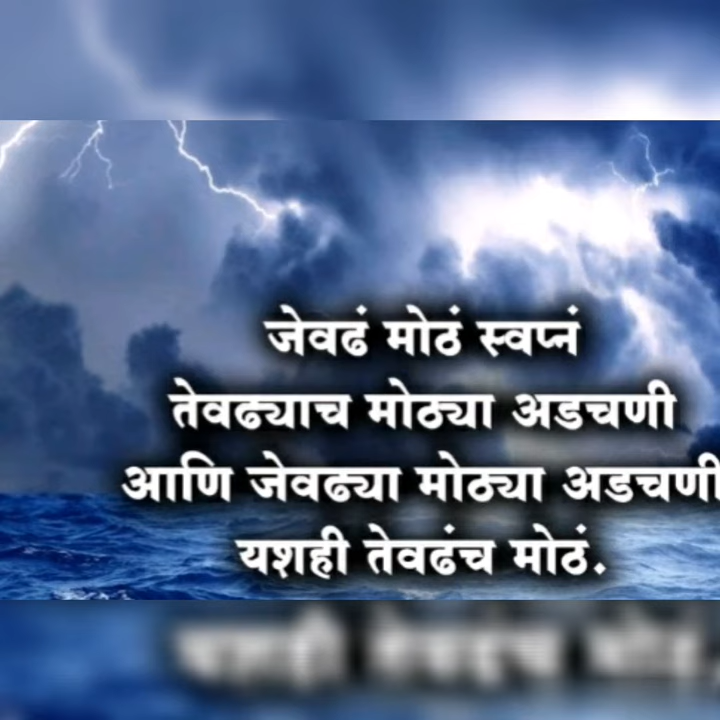 जेवढं मोठं स्वप्नं
तेवढ्याच मोठ्या अडचणी
आणि जेवढ्या मोठ्या अडचणी
यशही तेवढंच मोठं.